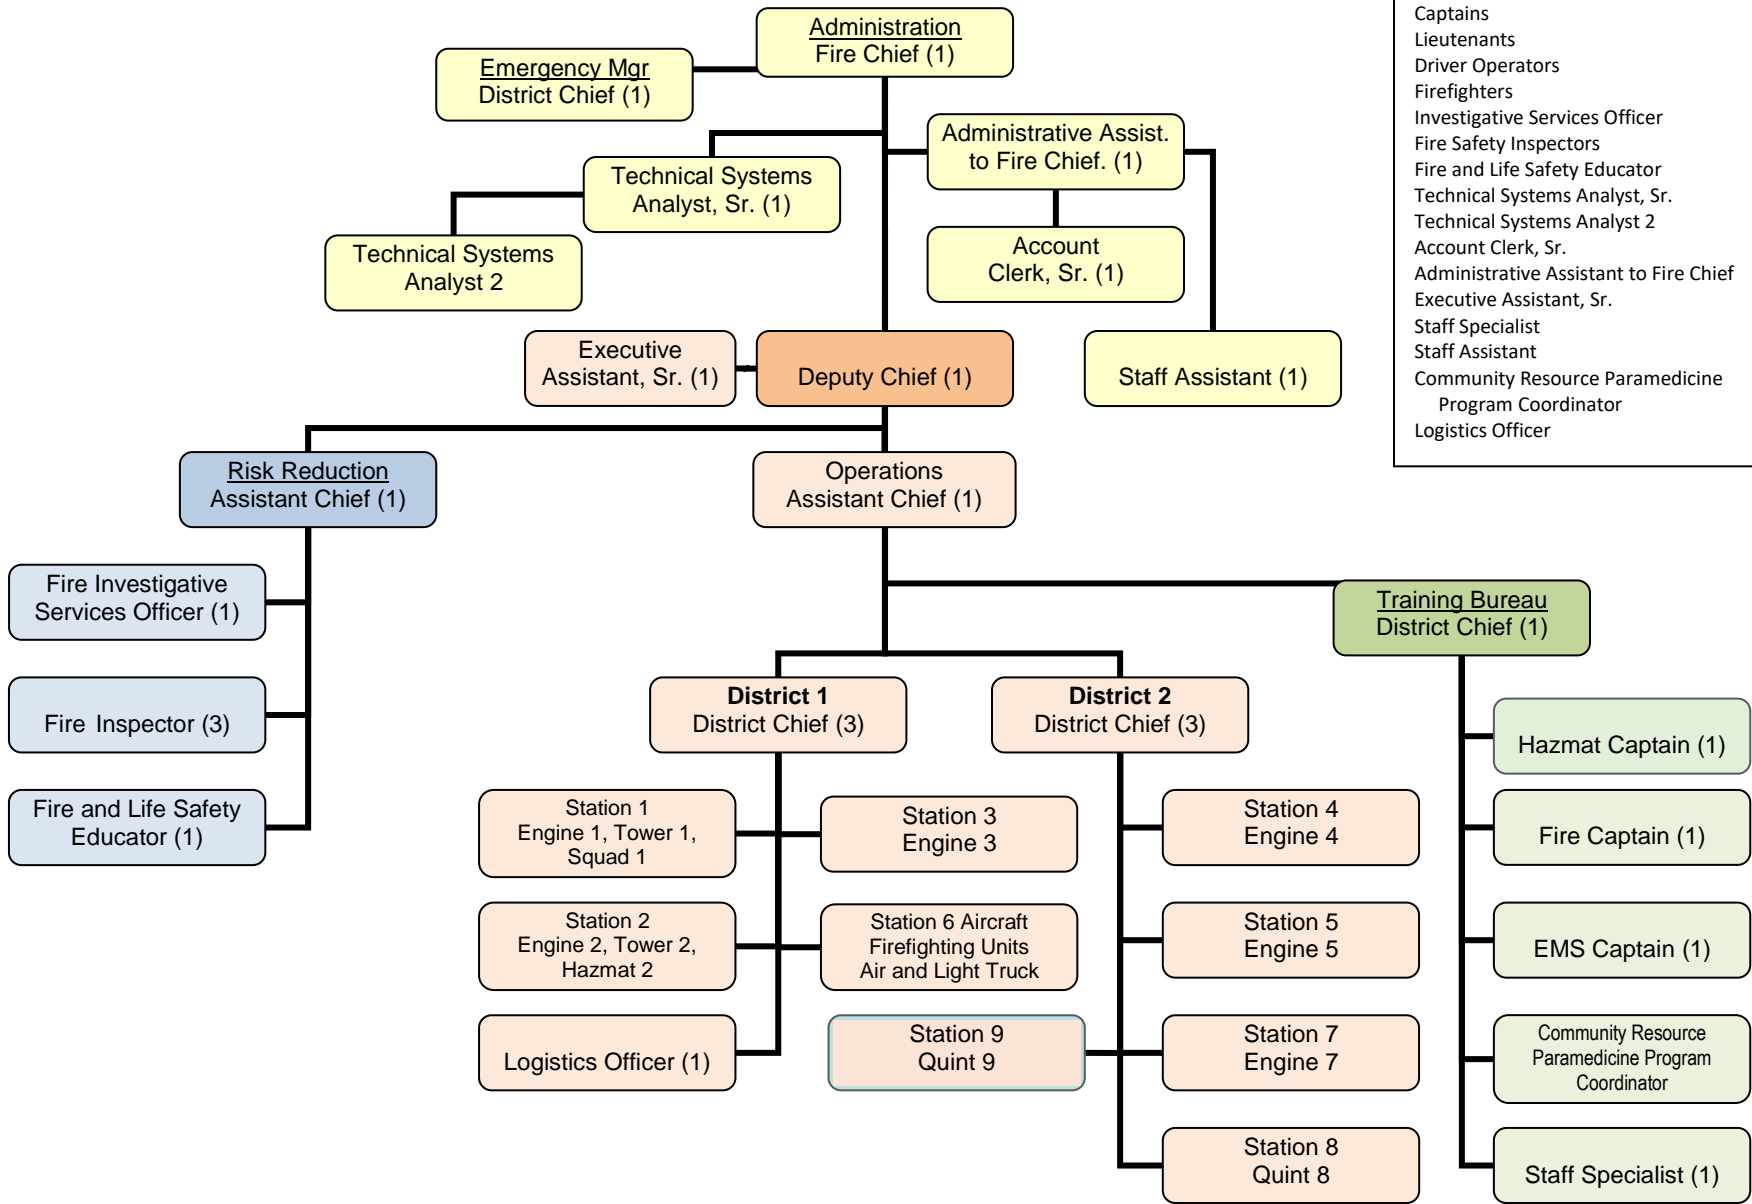 Administration
Fire Chief (1)
Emergency Mgr
District Chief (1)
Administrative Assist.
to Fire Chief. (1)
Technical Systems
Analyst, Sr. (1)
Technical Systems
Analyst 2
Account
Clerk, Sr. (1)
Executive
Assistant, Sr. (1)
Deputy Chief (1)
Staff Assistant (1)
Captains
Lieutenants
Driver Operators
Firefighters
Investigative Services Officer
Fire Safety Inspectors
Fire and Life Safety Educator
Technical Systems Analyst, Sr.
Technical Systems Analyst 2
Account Clerk, Sr.
Administrative Assistant to Fire Chief
Executive Assistant, Sr.
Staff Specialist
Staff Assistant
Community Resource Paramedicine
Program Coordinator
Logistics Officer
Risk Reduction
Assistant Chief (1)
Operations
Assistant Chief (1)
Fire Investigative
Services Officer (1)
Fire Inspector (3)
Fire and Life Safety
Educator (1)
Training Bureau
District Chief (1)
District 1
District Chief (3)
District 2
District Chief (3)
Station 1
Engine 1, Tower 1,
Squad 1
Station 3
Engine 3
Station 2
Engine 2, Tower 2,
Hazmat 2
Station 6 Aircraft
Firefighting Units
Air and Light Truck
Logistics Officer (1)
Station 9
Quint 9
Station 4
Engine 4
Station 5
Engine 5
Station 7
Engine 7
Station 8
Quint 8
Hazmat Captain (1)
Fire Captain (1)
EMS Captain (1)
Community Resource
Paramedicine Program
Coordinator
Staff Specialist (1)